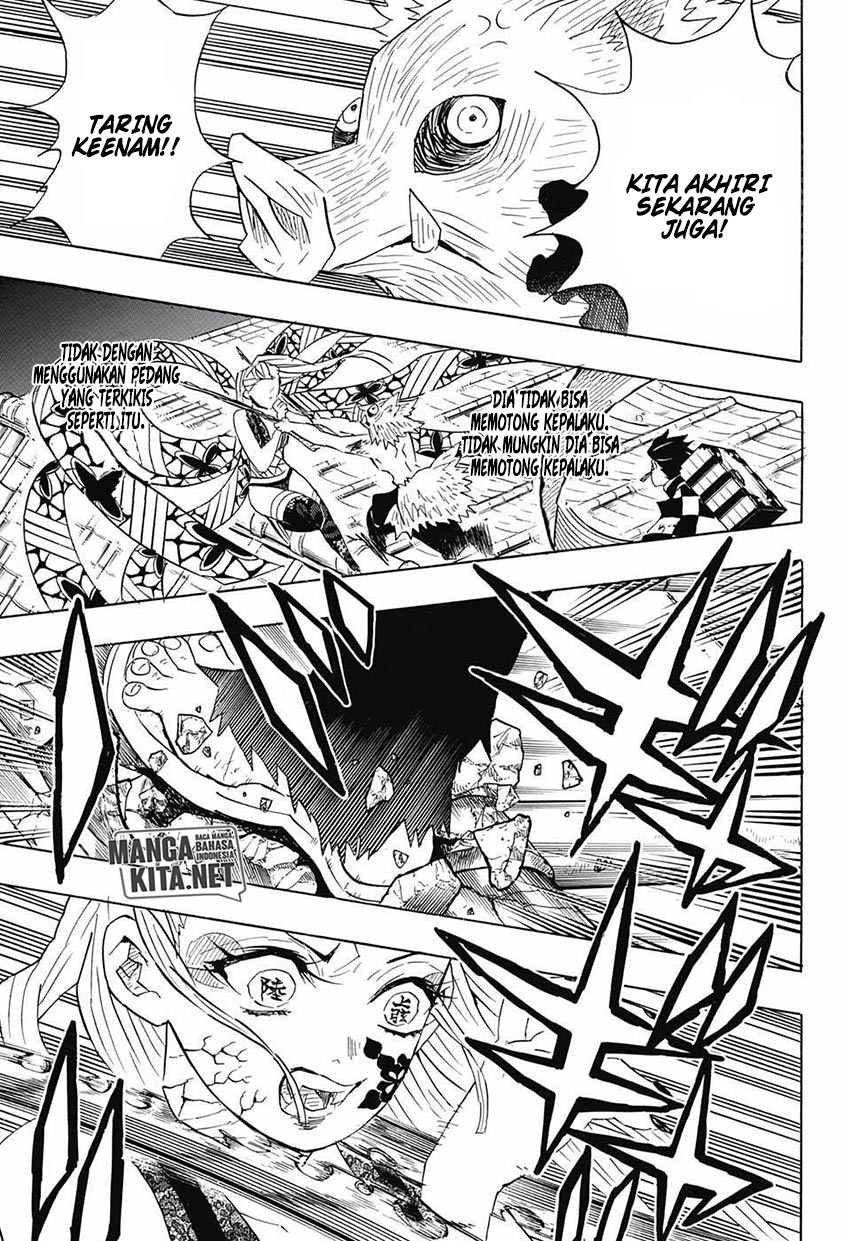 KITA AKHIRI
SEKARANG
JUGA!
TARING
KEENAM!!
DIA TIDAK BISA
MEMOTONG KEPALAKU.
TIDAK MUNGKIN DIA BISA
MEMOTONG KEPALAKU.
TIDAK DENGAN
MENGGUNAKAN PEDANG
YANG TERKIKIS
SEPERTI ITU.
MANGA
KITA.NET
BACA MANGA
BAHASA
INDONESIA
上弦
陸